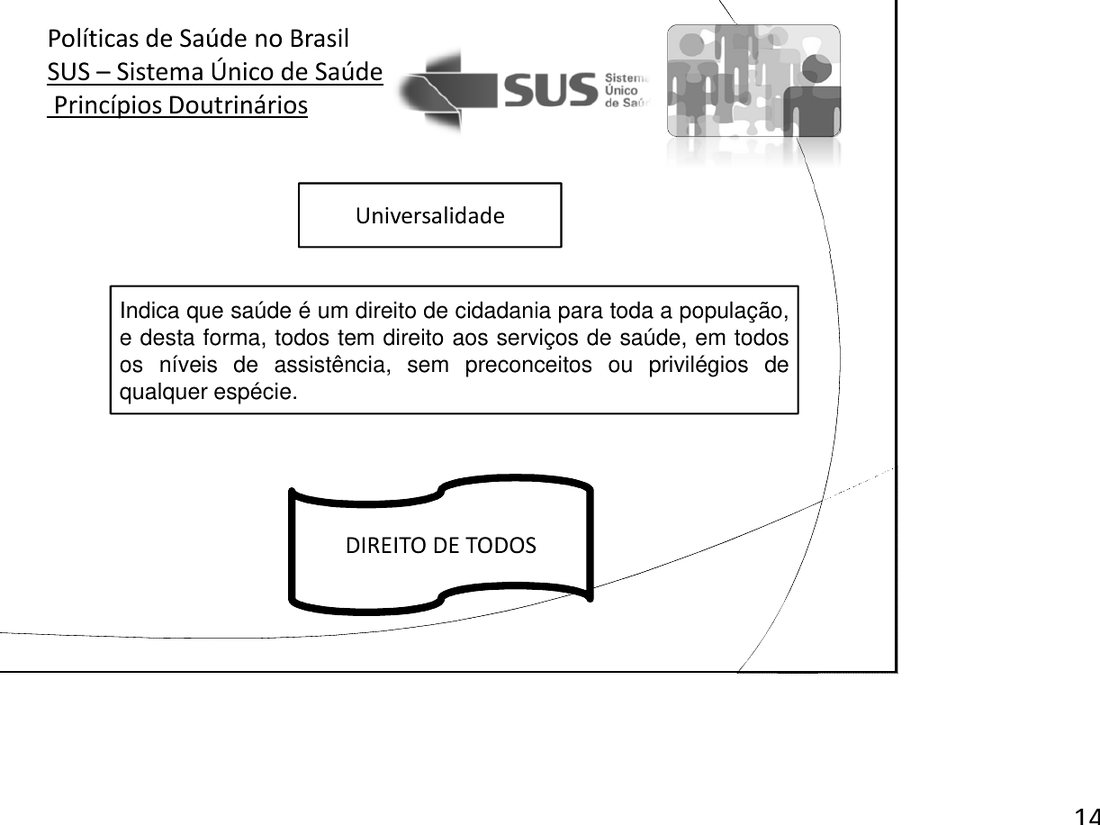 Políticas de Saúde no Brasil
SUS – Sistema Único de Saúde
Princípios Doutrinários
SUS
Único
de
Universalidade
Indica que saúde é um direito de cidadania para toda a população,
e desta forma, todos tem direito aos serviços de saúde, em todos
os níveis de assistência, sem preconceitos ou privilégios de
qualquer espécie.
DIREITO DE TODOS
14